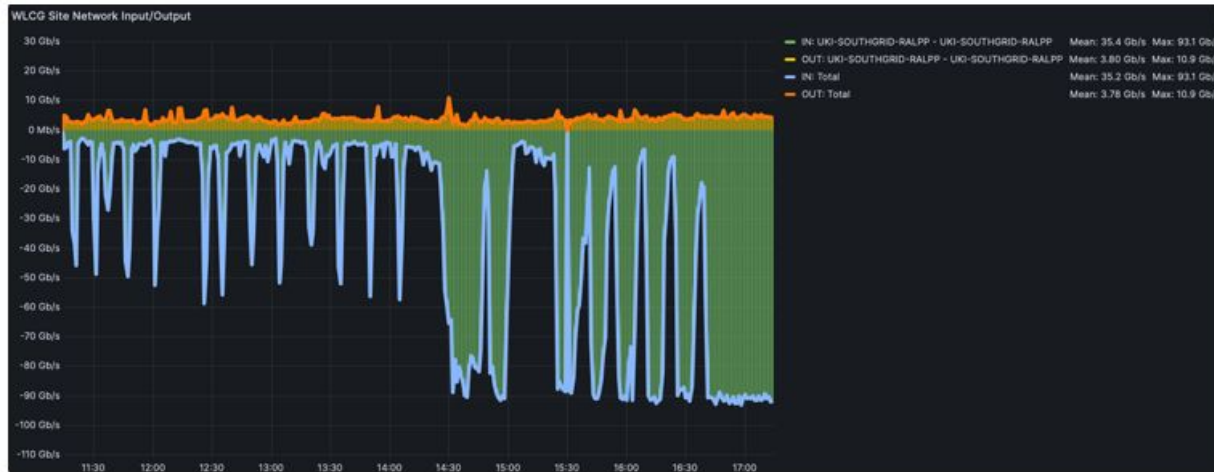 WLCG Site Network Input/Output
30 Gb/s
20 Gb/s
10 Gb/s
0 Mb/s
-10 Gb/s
-20 Gb/s
-30 Gb/s
-40 Gb/s
-50 Gb/s
-60 Gb/s
-70 Gb/s
-80 Gb/s
-90 Gb/s
-100 Gb/s
-110 Gb/s
11:30 12:00 12:30 13:00 13:30 14:00 14:30 15:00 15:30 16:00 16:30 17:00
IN: UKI-SOUTHGRID-RALPP - UKI-SOUTHGRID-RALPP Mean: 35.4 Gb/s Max: 93.1 Gb/
OUT: UKI-SOUTHGRID-RALPP - UKI-SOUTHGRID-RALPP Mean: 3.80 Gb/s Max: 10.9 Gb/
IN: Total Mean: 35.2 Gb/s Max: 93.1 Gb/
OUT: Total Mean: 3.78 Gb/s Max: 10.9 Gb/